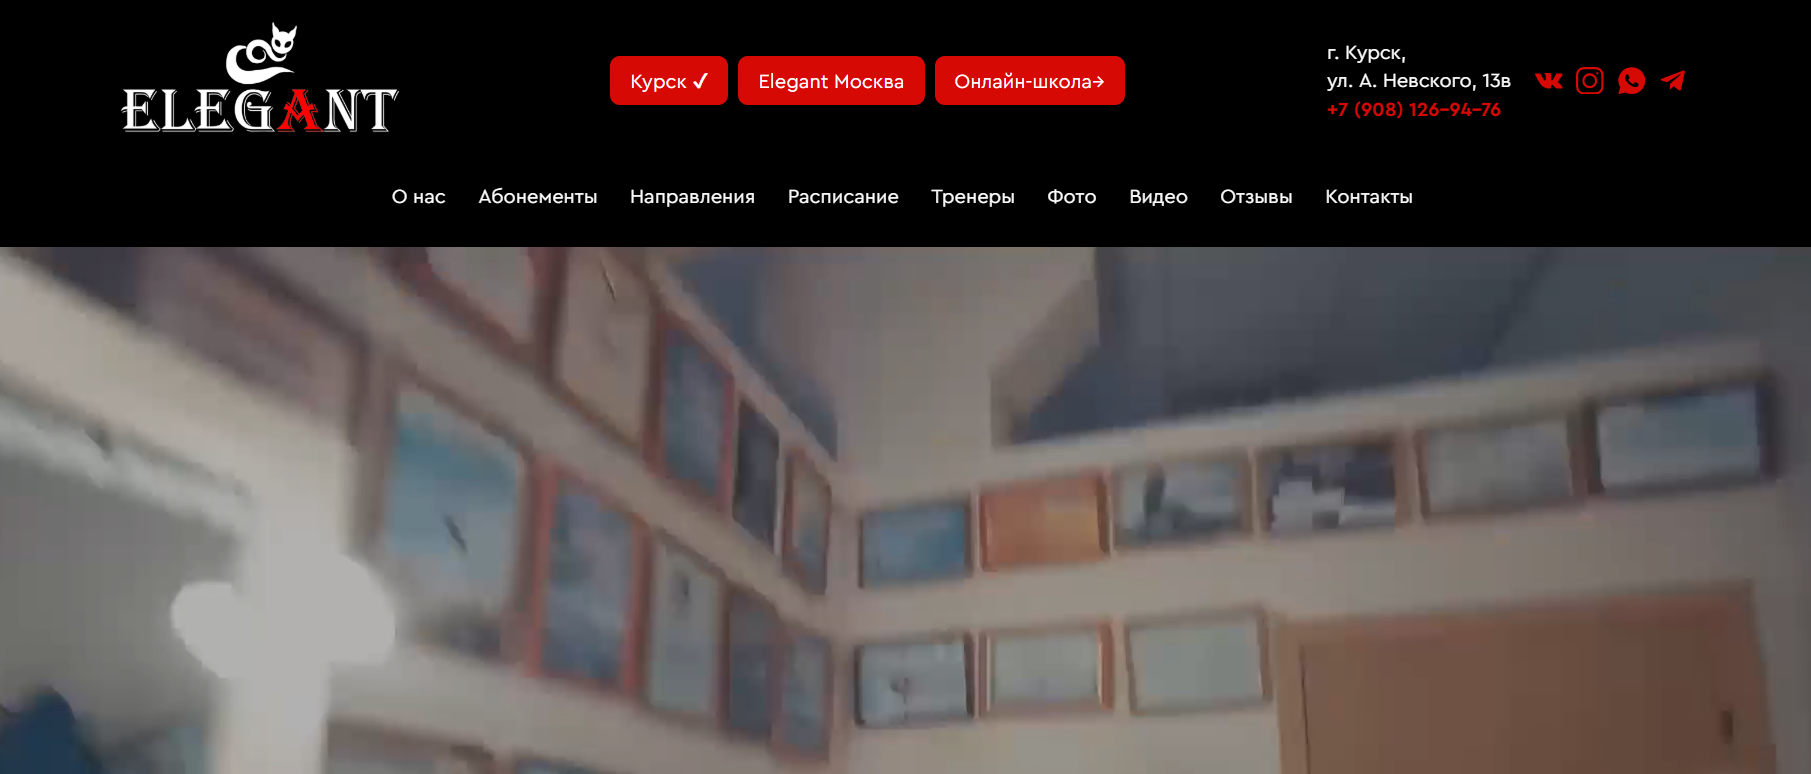 ELEGANT
Курск ✓
Elegant Москва
Онлайн-школа→
г. Курск,
ул. А. Невского, 13в
+7 (908) 126-94-76
О нас
Абонементы
Направления
Расписание
Тренеры
Фото
Видео
Отзывы
Контакты